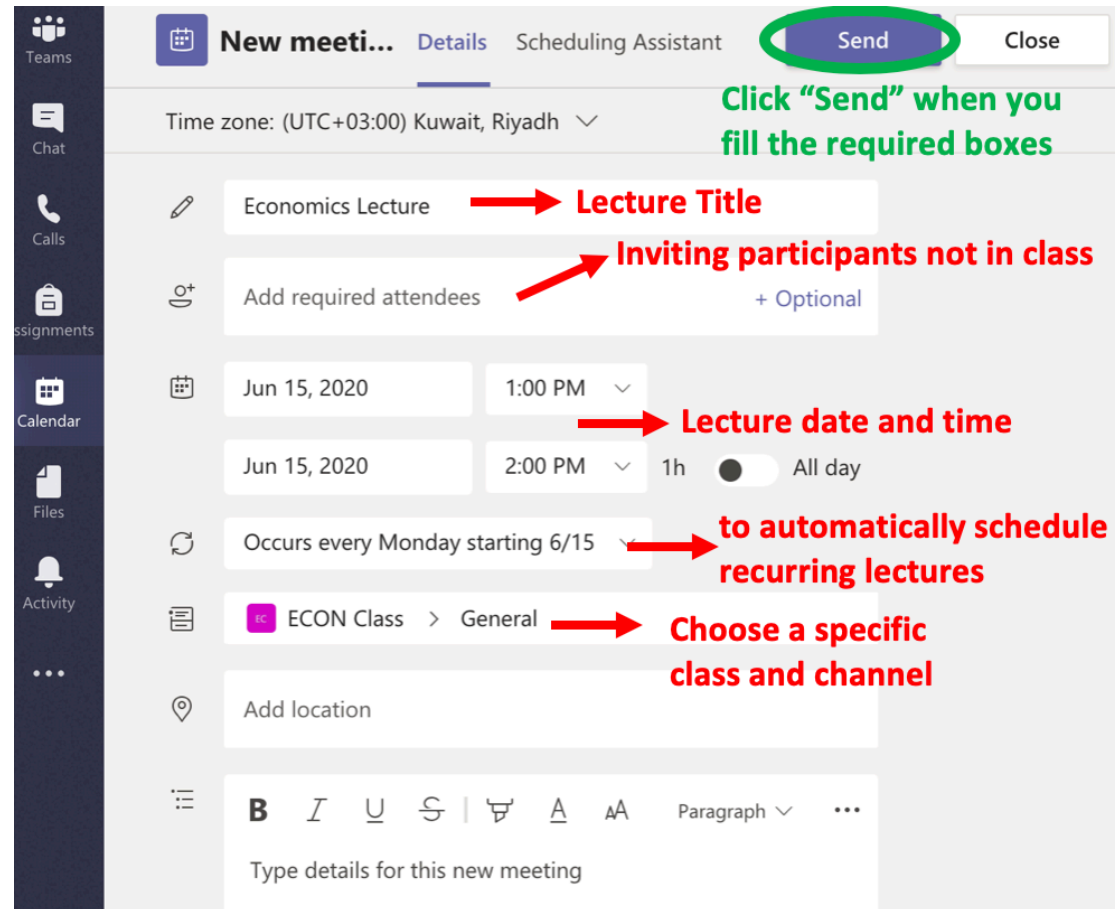 Teams
Chat
Calls
ssignments
Calendar
Files
Activity
New meeti... Details Scheduling Assistant Send Close
Click “Send” when you
fill the required boxes
Time zone: (UTC+03:00) Kuwait, Riyadh
Economics Lecture Lecture Title
Inviting participants not in class
Add required attendees + Optional
Jun 15, 2020 1:00 PM
Lecture date and time
Jun 15, 2020 2:00 PM 1h All day
Occurs every Monday starting 6/15
to automatically schedule
recurring lectures
EC ECON Class > General
Choose a specific
class and channel
Add location
B I U S A AA Paragraph ...
Type details for this new meeting